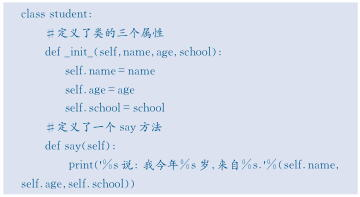 class student:
#定义了类的三个属性
def _init_(self,name,age,school):
self.name=name
self.age=age
self.school=school
#定义了一个 say 方法
def say(self):
print('%s 说: 我今年%s 岁,来自%s.'%(self.name,
self.age,self.school))